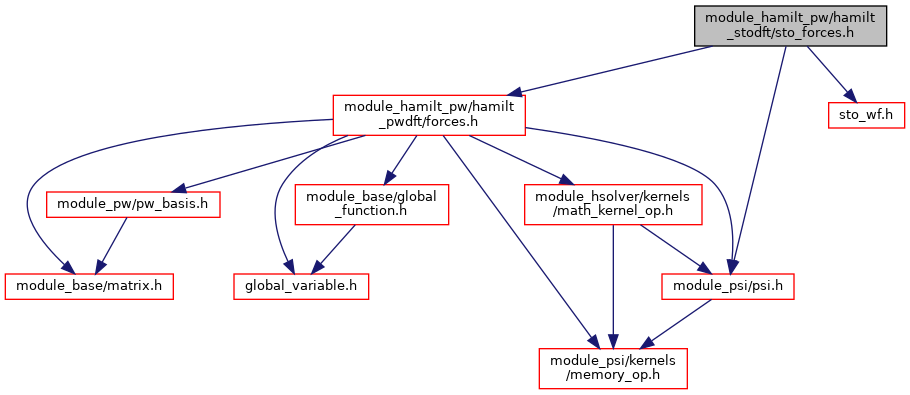 module_hamilt_pw/hamilt
_stodft/sto_forces.h
module_hamilt_pw/hamilt
_pwdft/forces.h
sto_wf.h
module_pw/pw_basis.h
module_base/global
_function.h
module_hsolver/kernels
/math_kernel_op.h
module_base/matrix.h
global_variable.h
module_psi/psi.h
module_psi/kernels
/memory_op.h